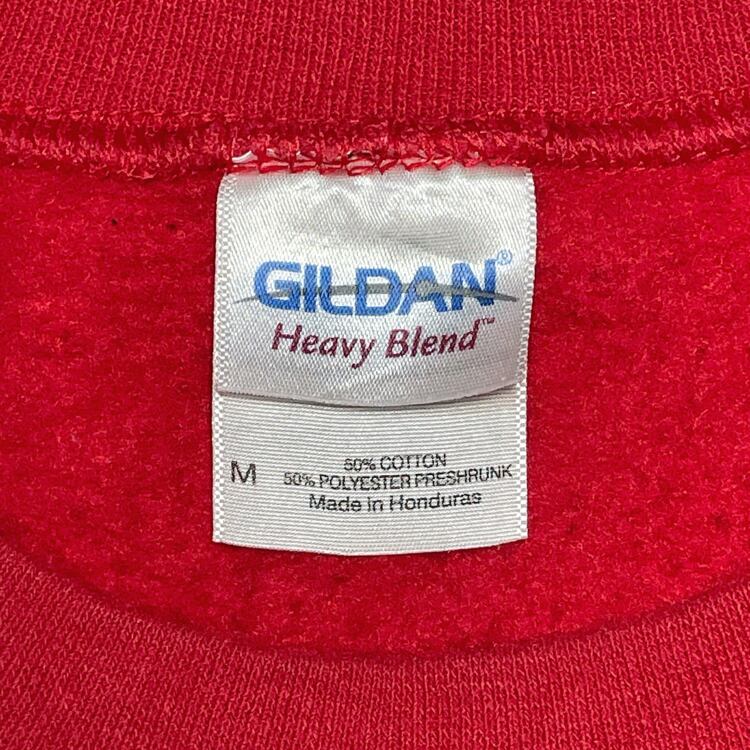 GILDAN®
Heavy Blend™
M
50% COTTON
50% POLYESTER PRESHRUNK
Made in Honduras